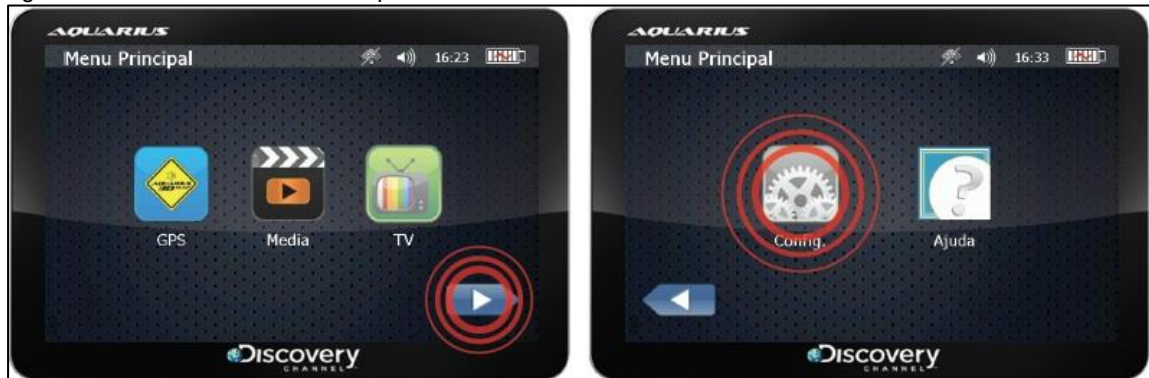 AQUARIUS
Menu Principal 16:23
GPS Media TV
Discovery
CHANNEL
AQUARIUS
Menu Principal 16:33
Config. Ajuda
Discovery
CHANNEL